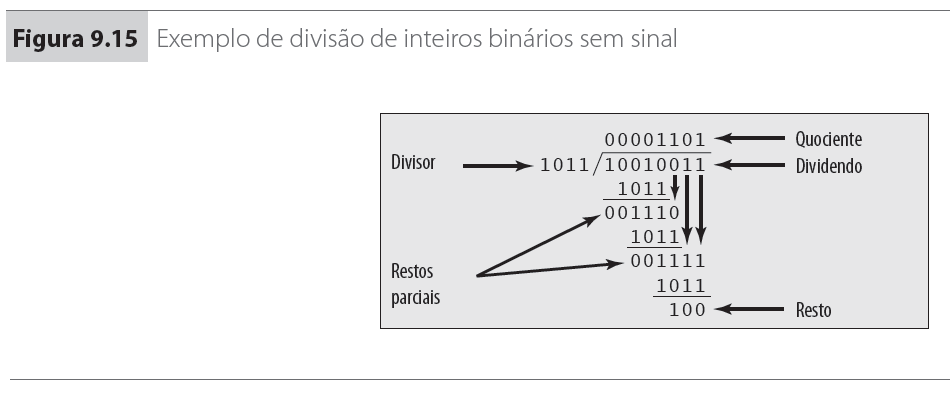 Figura 9.15 Exemplo de divisão de inteiros binários sem sinal
00001101 Quociente
Divisor 1011/10010011 Dividendo
1011
001110
1011
001111
Restos
parciais
1011
100 Resto